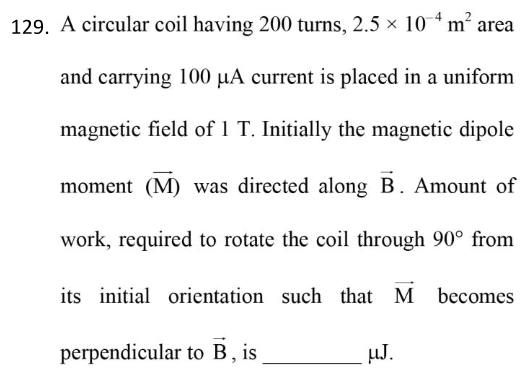 129. A circular coil having 200 turns, 2.5 × 10⁻⁴ m² area
and carrying 100 μA current is placed in a uniform
magnetic field of 1 T. Initially the magnetic dipole
moment (M⃗) was directed along B⃗. Amount of
work, required to rotate the coil through 90° from
its initial orientation such that M⃗ becomes
perpendicular to B⃗, is ________ μJ.